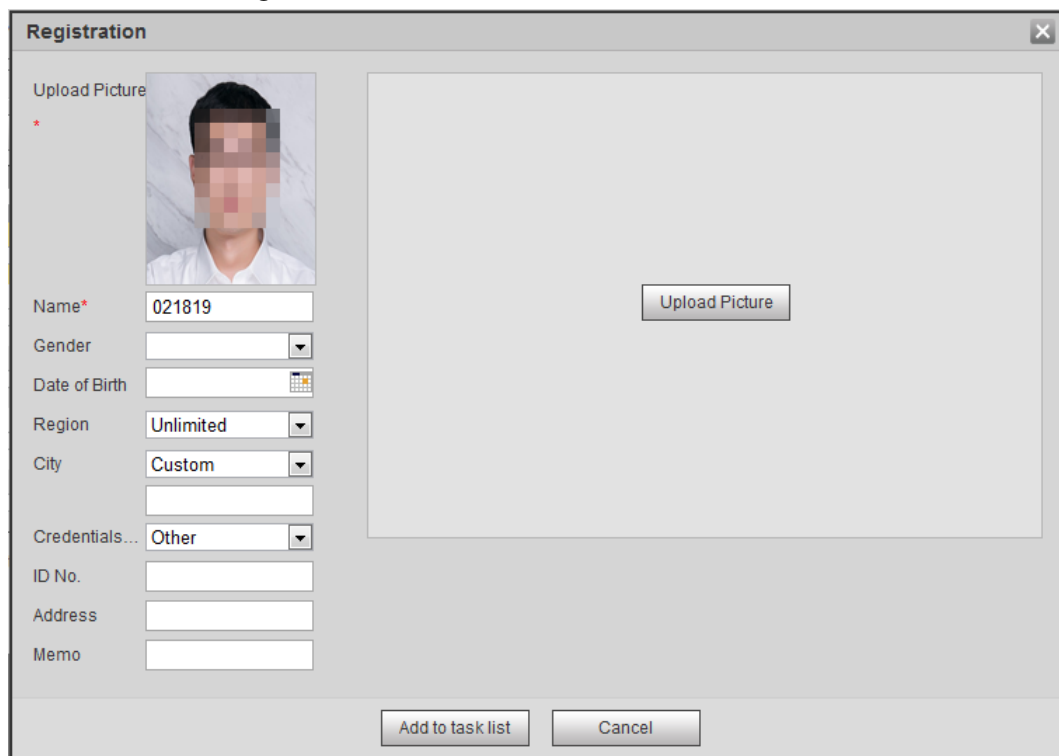 Registration
Upload Picture
*
Name* 021819
Gender
Date of Birth
Region Unlimited
City Custom
Credentials... Other
ID No.
Address
Memo
Upload Picture
Add to task list Cancel